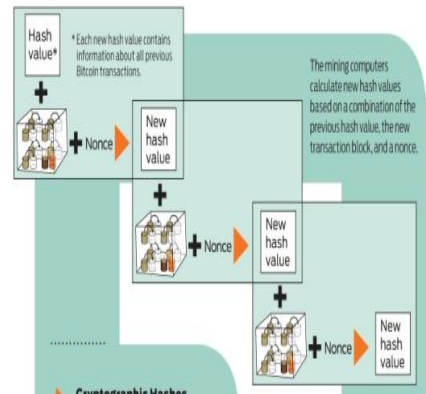 Hash
value*
* Each new hash value contains
information about all previous
Bitcoin transactions.
The mining computers
calculate new hash values
based on a combination of the
previous hash value, the new
transaction block, and a nonce.
+
+ Nonce
New
hash
value
+
+ Nonce
New
hash
value
+
+ Nonce
New
hash
value
Cryptographic Hashes